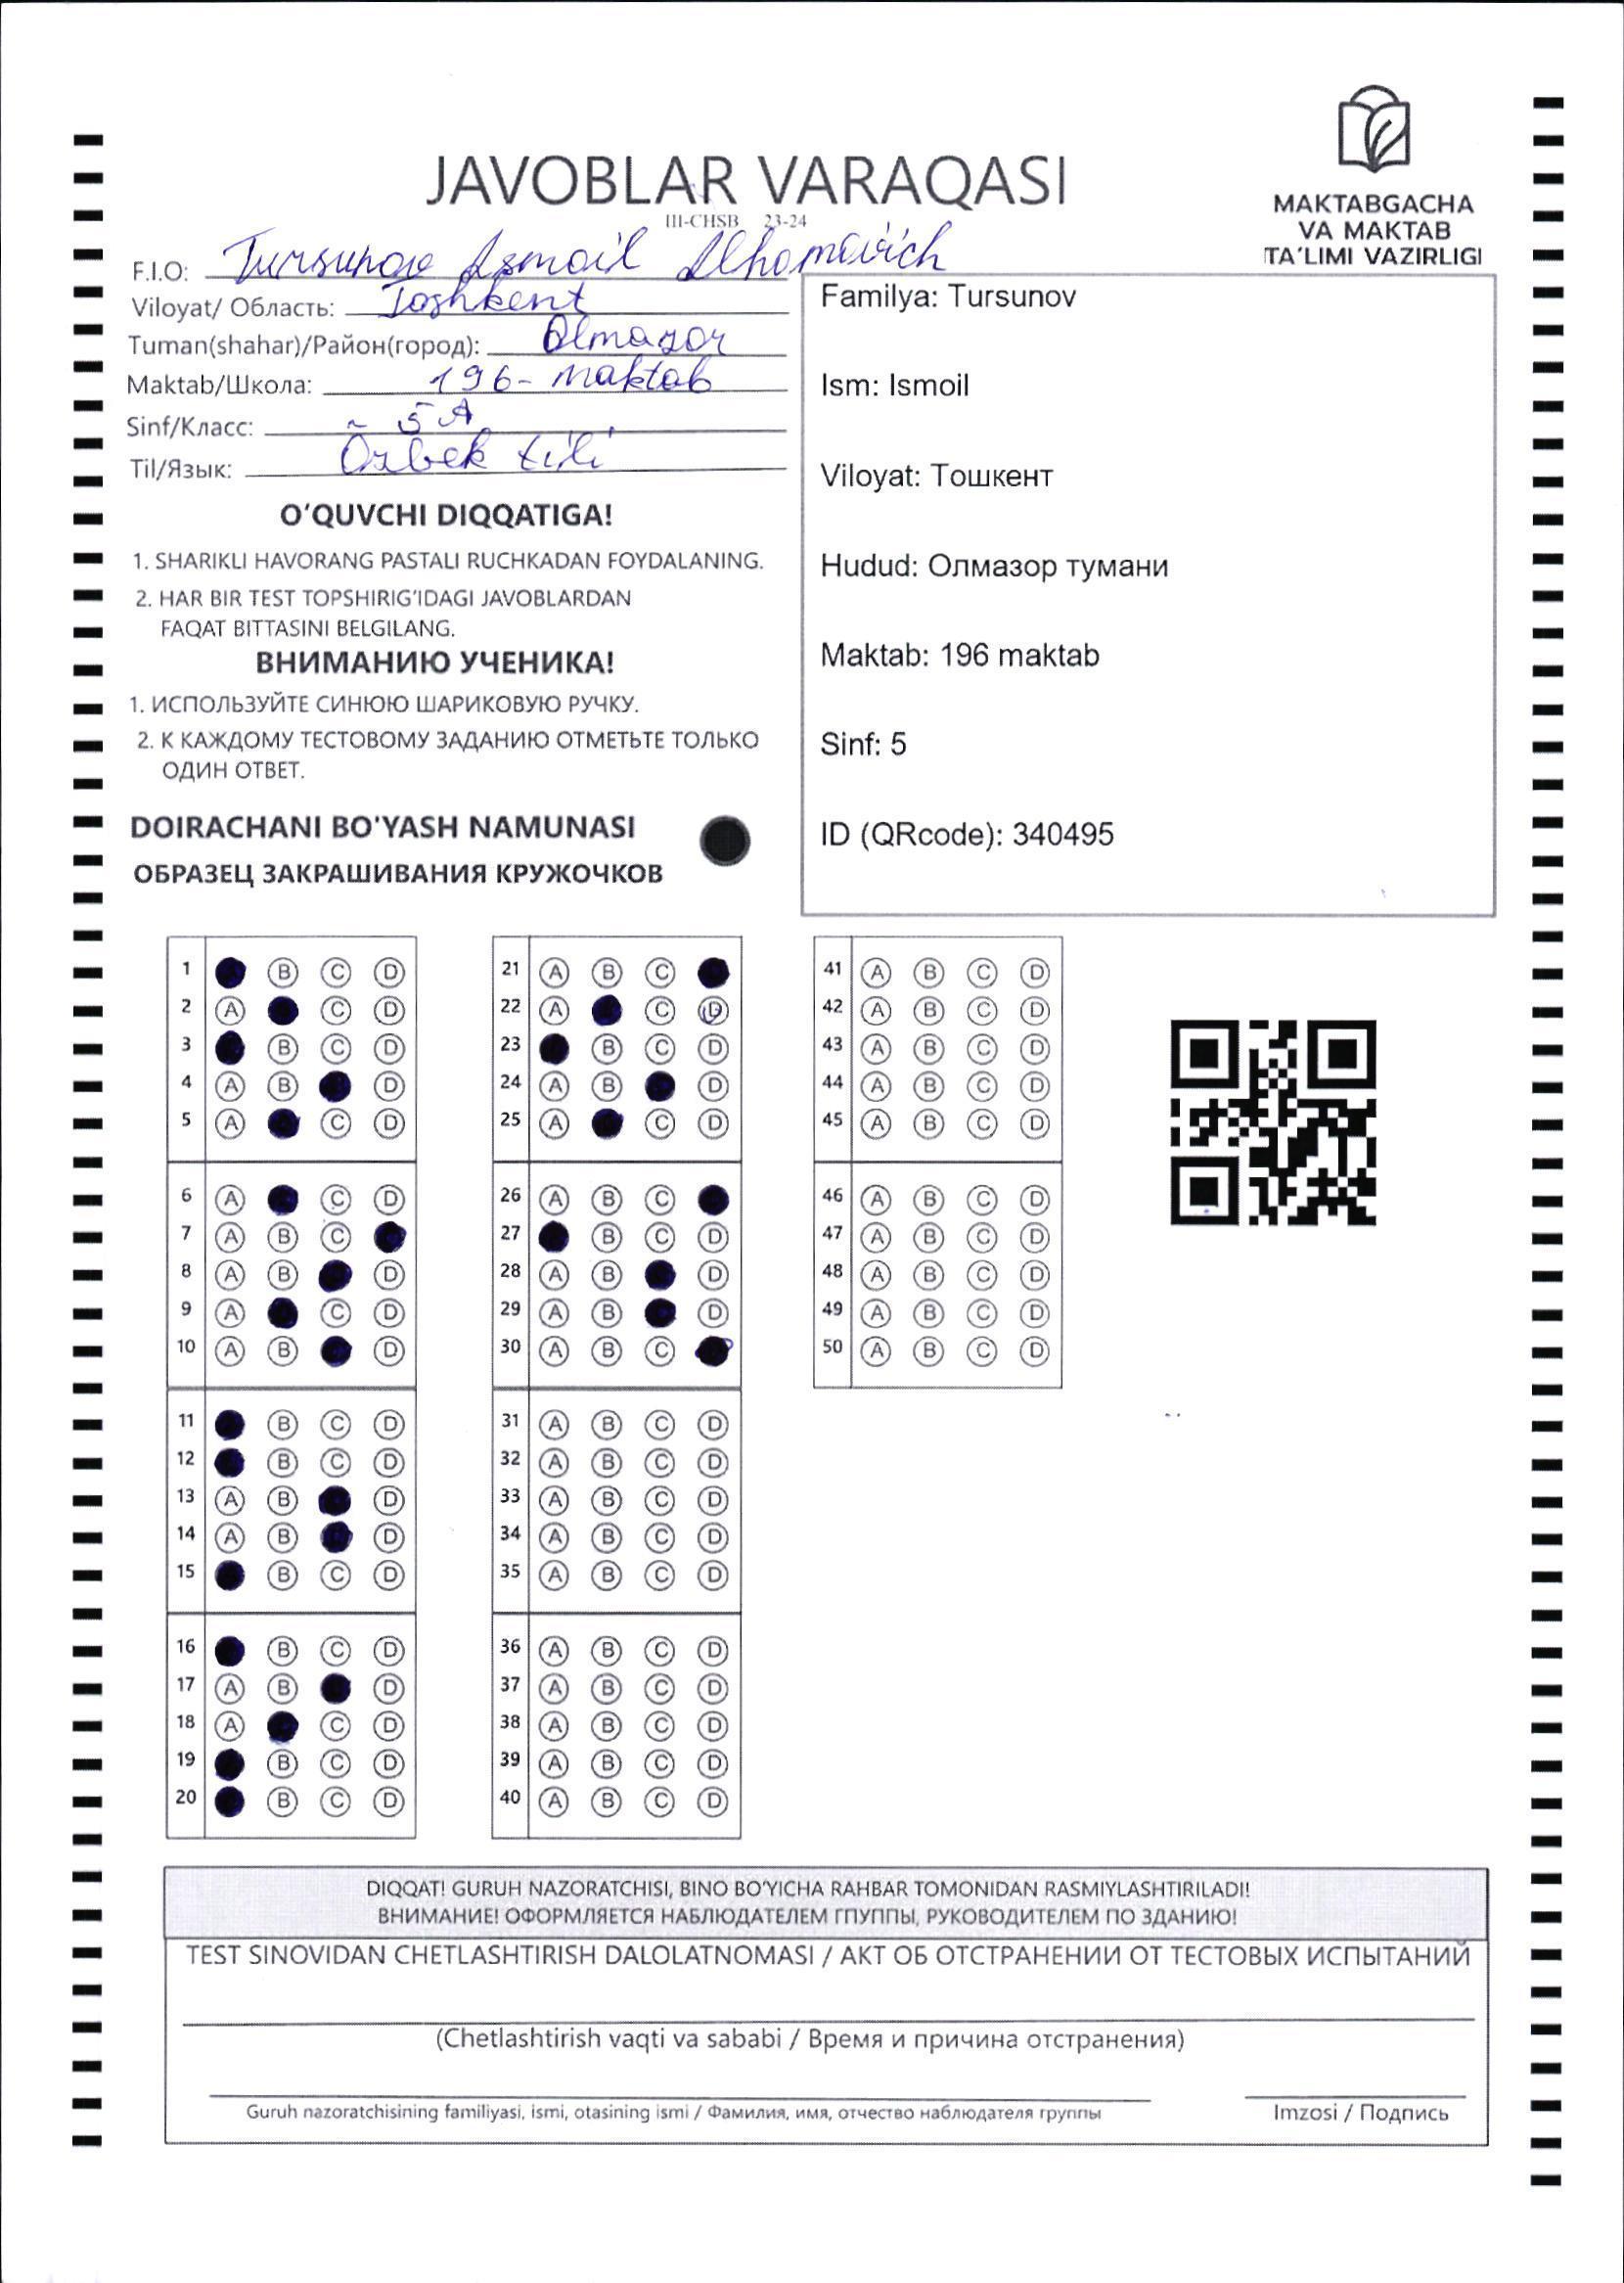 JAVOBLAR VARAQASI
III-CHSB 23-24
MAKTABGACHA
VA MAKTAB
TA'LIMI VAZIRLIGI
F.I.O: Tursunov Ismoil Ilhomovich
Viloyat/ Область: Toshkent
Tuman(shahar)/Район(город): Olmazor
Maktab/Школа: 196- maktab
Sinf/Класс: 5 A
Til/Язык: Õzbek tili
Familya: Tursunov
Ism: Ismoil
Viloyat: Тошкент
Hudud: Олмазор тумани
Maktab: 196 maktab
Sinf: 5
ID (QRcode): 340495
O'QUVCHI DIQQATIGA!
1. SHARIKLI HAVORANG PASTALI RUCHKADAN FOYDALANING.
2. HAR BIR TEST TOPSHIRIG'IDAGI JAVOBLARDAN
FAQAT BITTASINI BELGILANG.
ВНИМАНИЮ УЧЕНИКА!
1. ИСПОЛЬЗУЙТЕ СИНЮЮ ШАРИКОВУЮ РУЧКУ.
2. К КАЖДОМУ ТЕСТОВОМУ ЗАДАНИЮ ОТМЕТЬТЕ ТОЛЬКО
ОДИН ОТВЕТ.
DOIRACHANI BO'YASH NAMUNASI
ОБРАЗЕЦ ЗАКРАШИВАНИЯ КРУЖОЧКОВ
1 B C D
2 A C D
3 B C D
4 A B D
5 A C D
6 A C D
7 A B C
8 A B D
9 A C D
10 A B D
11 B C D
12 B C D
13 A B D
14 A B D
15 B C D
16 B C D
17 A B D
18 A C D
19 B C D
20 B C D
21 A B C
22 A C D
23 B C D
24 A B D
25 A C D
26 A B C
27 B C D
28 A B D
29 A B D
30 A B C
31 A B C D
32 A B C D
33 A B C D
34 A B C D
35 A B C D
36 A B C D
37 A B C D
38 A B C D
39 A B C D
40 A B C D
41 A B C D
42 A B C D
43 A B C D
44 A B C D
45 A B C D
46 A B C D
47 A B C D
48 A B C D
49 A B C D
50 A B C D
DIQQAT! GURUH NAZORATCHISI, BINO BO'YICHA RAHBAR TOMONIDAN RASMIYLASHTIRILADI!
ВНИМАНИЕ! ОФОРМЛЯЕТСЯ НАБЛЮДАТЕЛЕМ ГПУППЫ, РУКОВОДИТЕЛЕМ ПО ЗДАНИЮ!
TEST SINOVIDAN CHETLASHTIRISH DALOLATNOMASI / АКТ ОБ ОТСТРАНЕНИИ ОТ ТЕСТОВЫХ ИСПЫТАНИЙ
(Chetlashtirish vaqti va sababi / Время и причина отстранения)
Guruh nazoratchisining familiyasi, ismi, otasining ismi / Фамилия, имя, отчество наблюдателя группы
Imzosi / Подпись